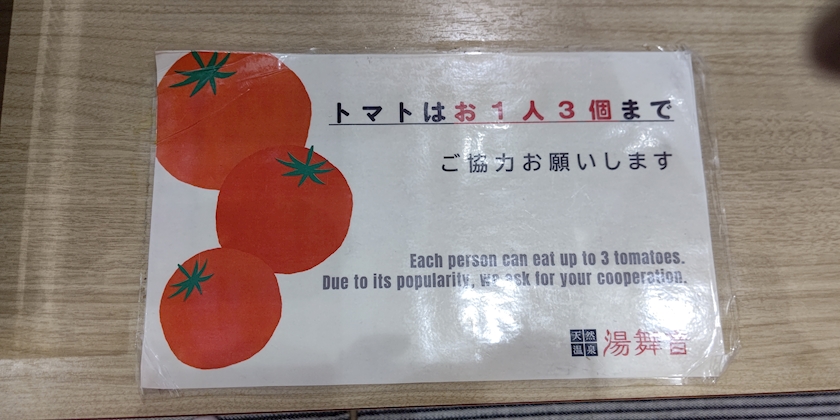 トマトはお1人3個まで
ご協力お願いします
Each person can eat up to 3 tomatoes.
Due to its popularity, we ask for your cooperation.
天然温泉 湯舞音